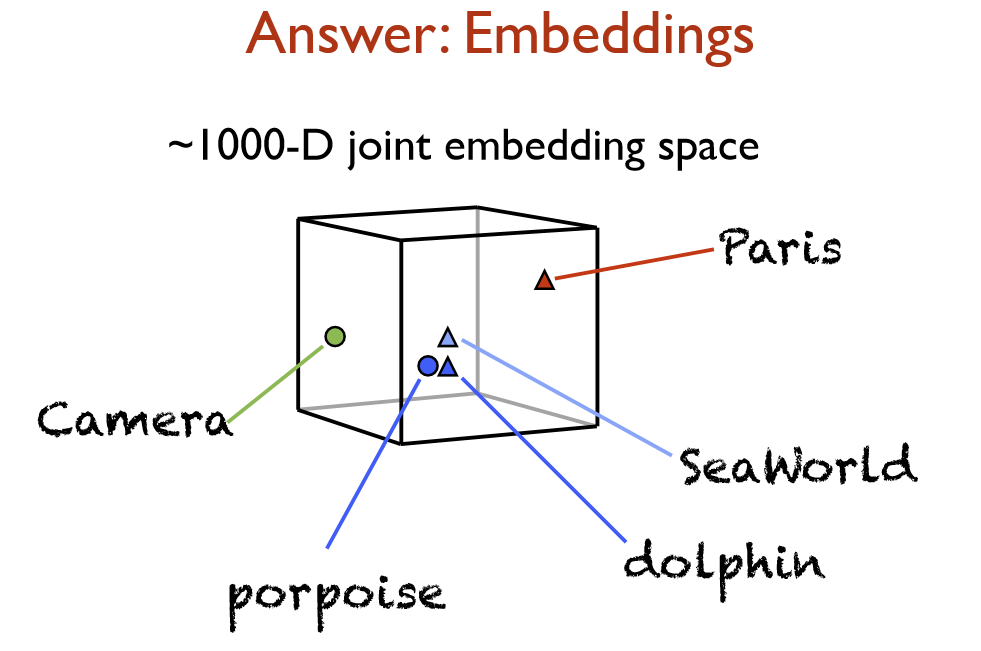 Answer: Embeddings
~1000-D joint embedding space
Paris
Camera
SeaWorld
dolphin
porpoise